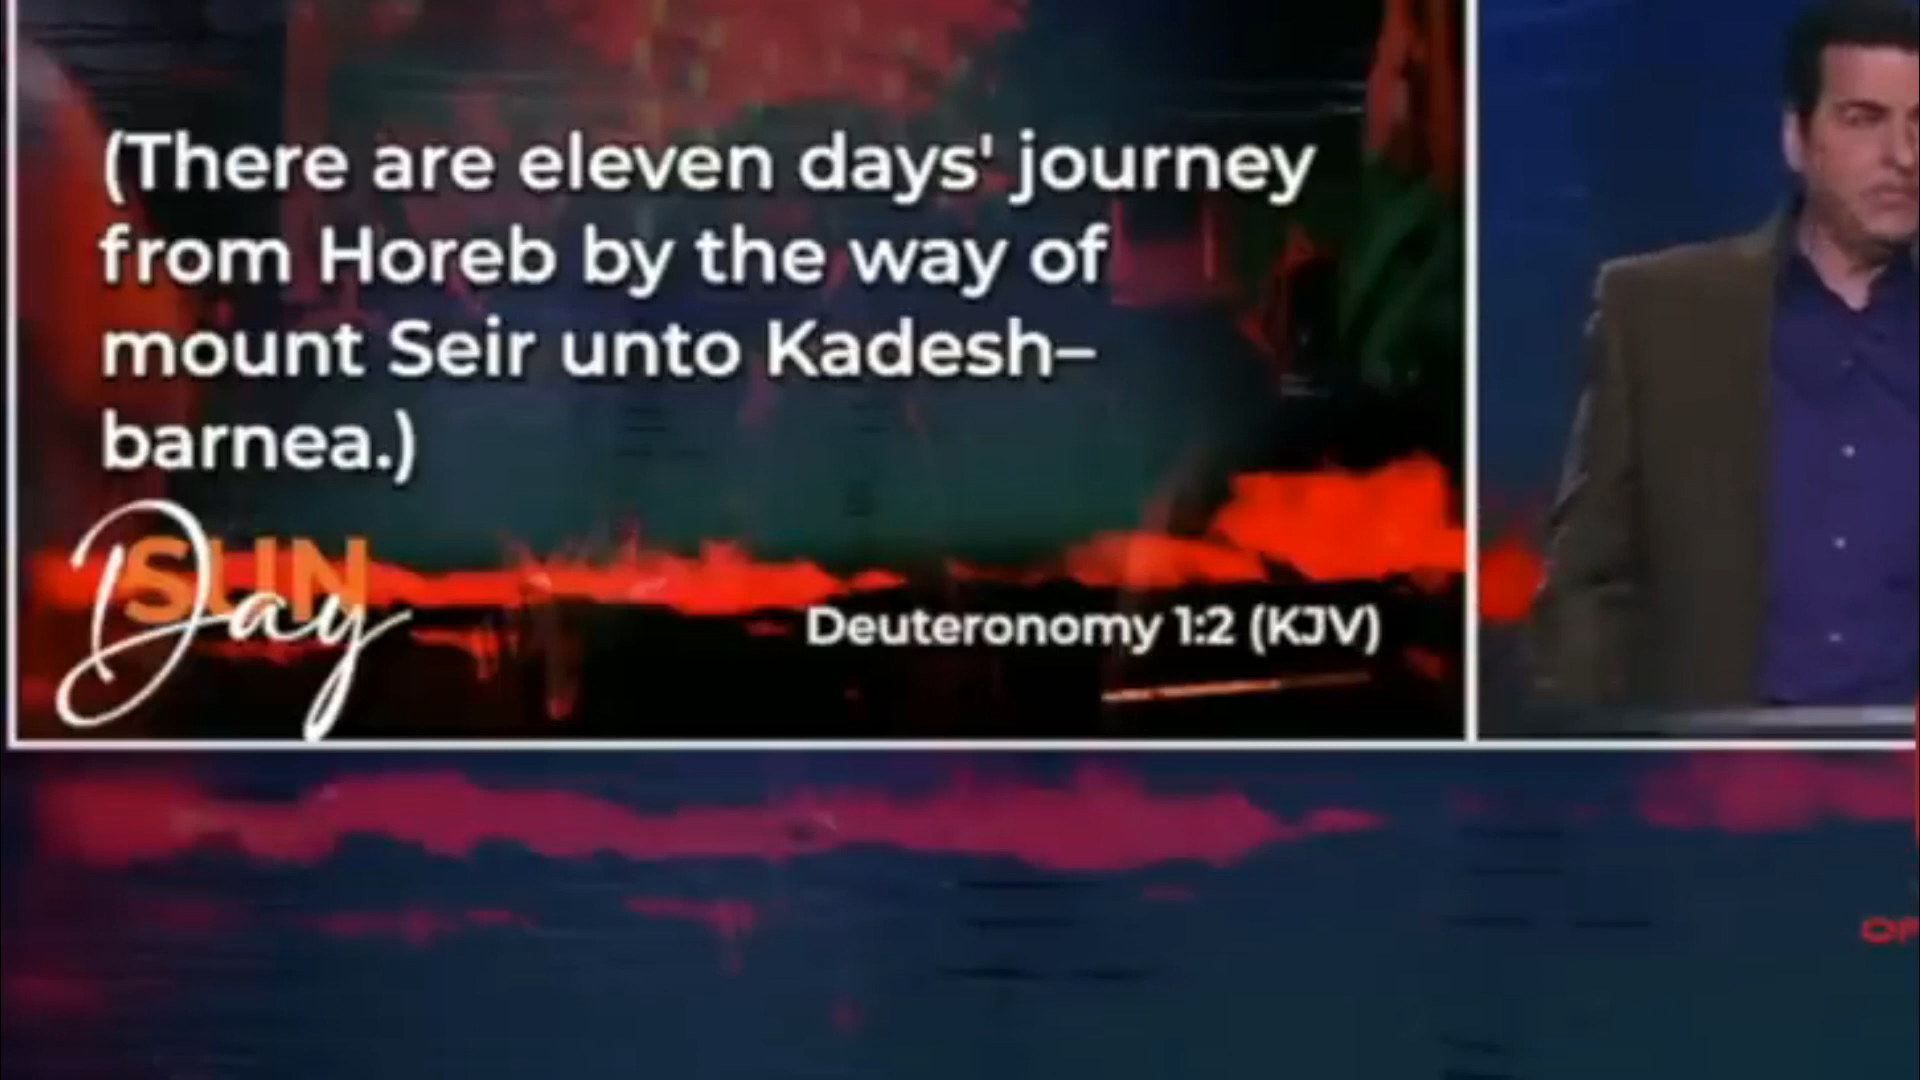 (There are eleven days' journey
from Horeb by the way of
mount Seir unto Kadesh–
barnea.)
SUN
Day
Deuteronomy 1:2 (KJV)